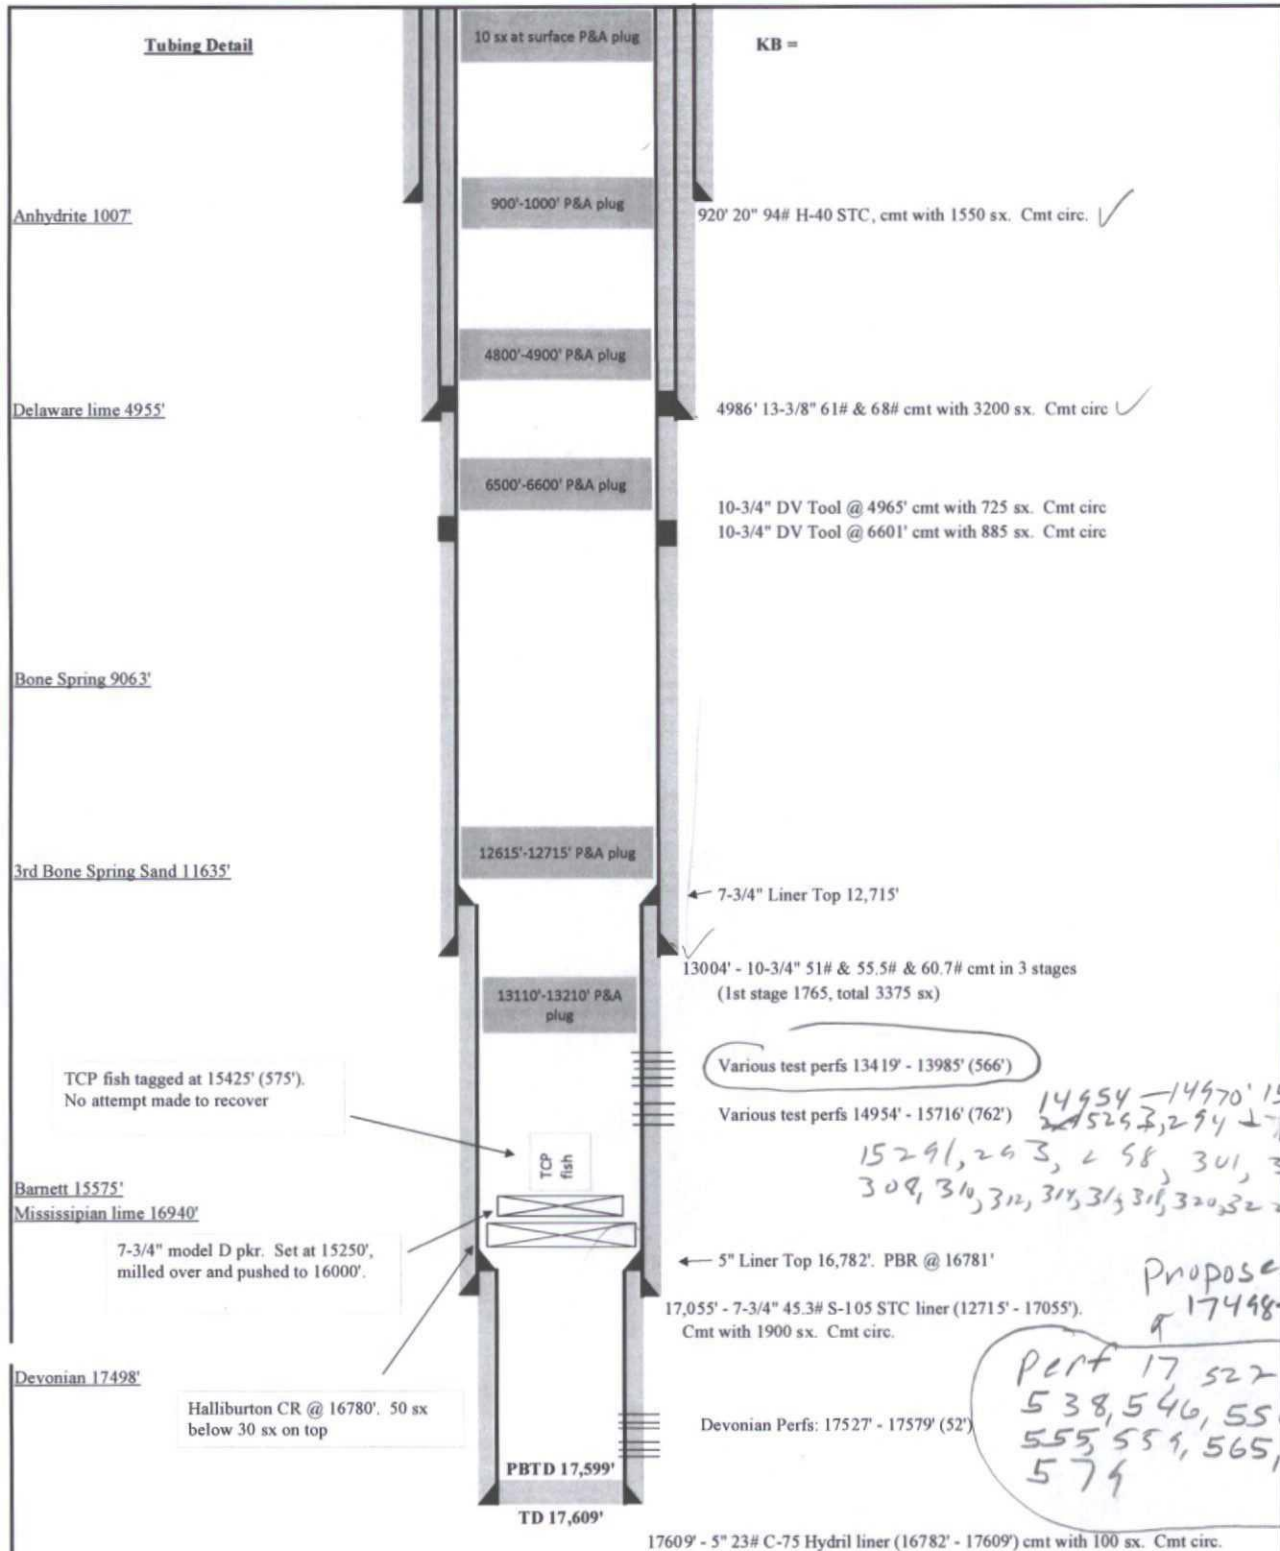 Tubing Detail
KB =
10 sx at surface P&A plug
900'-1000' P&A plug
Anhydrite 1007'
920' 20" 94# H-40 STC, cmt with 1550 sx. Cmt circ.
4800'-4900' P&A plug
Delaware lime 4955'
4986' 13-3/8" 61# & 68# cmt with 3200 sx. Cmt circ
6500'-6600' P&A plug
10-3/4" DV Tool @ 4965' cmt with 725 sx. Cmt circ
10-3/4" DV Tool @ 6601' cmt with 885 sx. Cmt circ
Bone Spring 9063'
12615'-12715' P&A plug
3rd Bone Spring Sand 11635'
7-3/4" Liner Top 12,715'
13004' - 10-3/4" 51# & 55.5# & 60.7# cmt in 3 stages
(1st stage 1765, total 3375 sx)
13110'-13210' P&A
plug
Various test perfs 13419' - 13985' (566')
TCP fish tagged at 15425' (575').
No attempt made to recover
Various test perfs 14954' - 15716' (762')
14954 - 14970'
15291, 293, 298, 301,
308, 310, 312, 314, 316, 318, 320, 322
TCP
fish
Barnett 15575'
Mississipian lime 16940'
7-3/4" model D pkr. Set at 15250',
milled over and pushed to 16000'.
5" Liner Top 16,782'. PBR @ 16781'
17498
17,055' - 7-3/4" 45.3# S-105 STC liner (12715' - 17055').
Cmt with 1900 sx. Cmt circ.
Devonian 17498'
Halliburton CR @ 16780'. 50 sx
below 30 sx on top
Perf 17, 527
538, 546,
555, 559, 565,
579
Devonian Perfs: 17527' - 17579' (52')
PBTD 17,599'
TD 17,609'
17609' - 5" 23# C-75 Hydril liner (16782' - 17609') cmt with 100 sx. Cmt circ.